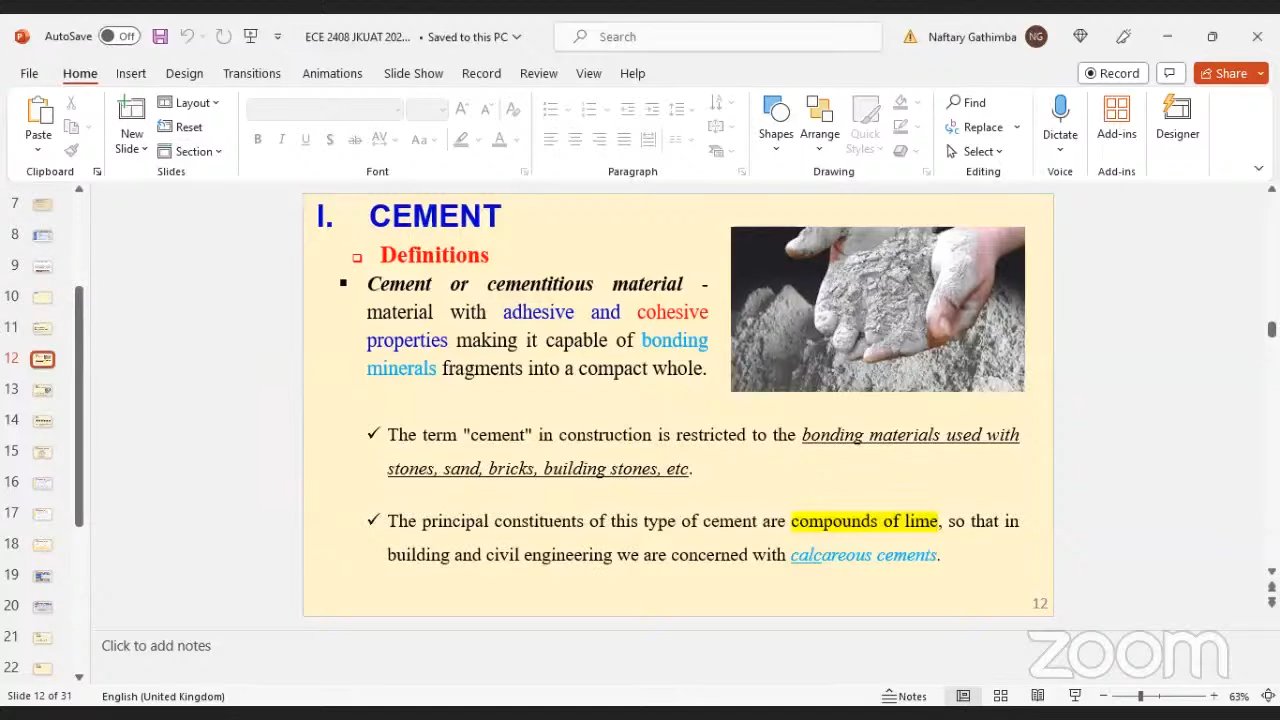 AutoSave Off ECE 2408 JKUAT 202... • Saved to this PC Search Naftary Gathimba NG
File Home Insert Design Transitions Animations Slide Show Record Review View Help Record Share
Paste New Slide Layout Reset Section Shapes Arrange Quick Styles Find Replace Select Dictate Add-ins Designer
Clipboard Slides Font Paragraph Drawing Editing Voice Add-ins
7
8
9
10
11
12
13
14
15
16
17
18
19
20
21
22
I. CEMENT
Definitions
Cement or cementitious material -
material with adhesive and cohesive
properties making it capable of bonding
minerals fragments into a compact whole.
The term "cement" in construction is restricted to the bonding materials used with
stones, sand, bricks, building stones, etc.
The principal constituents of this type of cement are compounds of lime, so that in
building and civil engineering we are concerned with calcareous cements.
12
Click to add notes
zoom
Slide 12 of 31 English (United Kingdom) Notes 63%